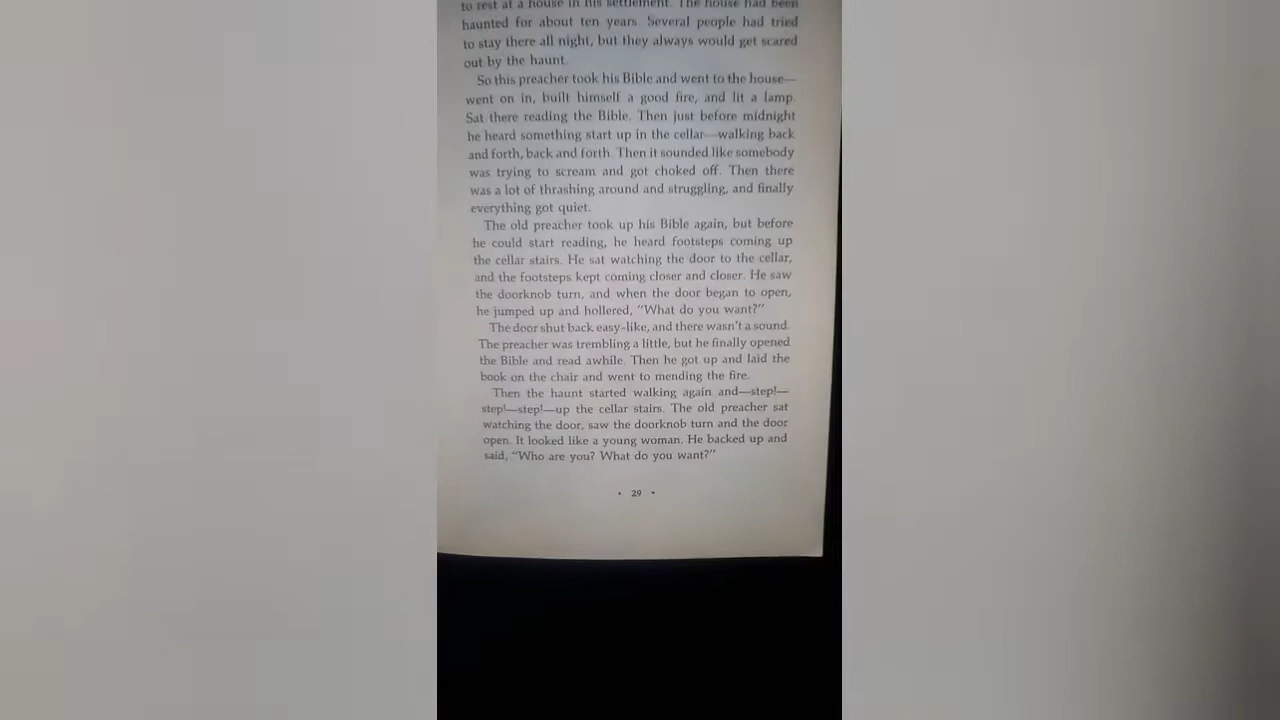 to rest at a house in his settlement. The house had been
haunted for about ten years. Several people had tried
to stay there all night, but they always would get scared
out by the haunt.
So this preacher took his Bible and went to the house—
went on in, built himself a good fire, and lit a lamp.
Sat there reading the Bible. Then just before midnight
he heard something start up in the cellar—walking back
and forth, back and forth. Then it sounded like somebody
was trying to scream and got choked off. Then there
was a lot of thrashing around and struggling, and finally
everything got quiet.
The old preacher took up his Bible again, but before
he could start reading, he heard footsteps coming up
the cellar stairs. He sat watching the door to the cellar,
and the footsteps kept coming closer and closer. He saw
the doorknob turn, and when the door began to open,
he jumped up and hollered, "What do you want?"
The door shut back easy-like, and there wasn't a sound.
The preacher was trembling a little, but he finally opened
the Bible and read awhile. Then he got up and laid the
book on the chair and went to mending the fire.
Then the haunt started walking again and—step!—
step!—step!—up the cellar stairs. The old preacher sat
watching the door, saw the doorknob turn and the door
open. It looked like a young woman. He backed up and
said, "Who are you? What do you want?"
• 29 •